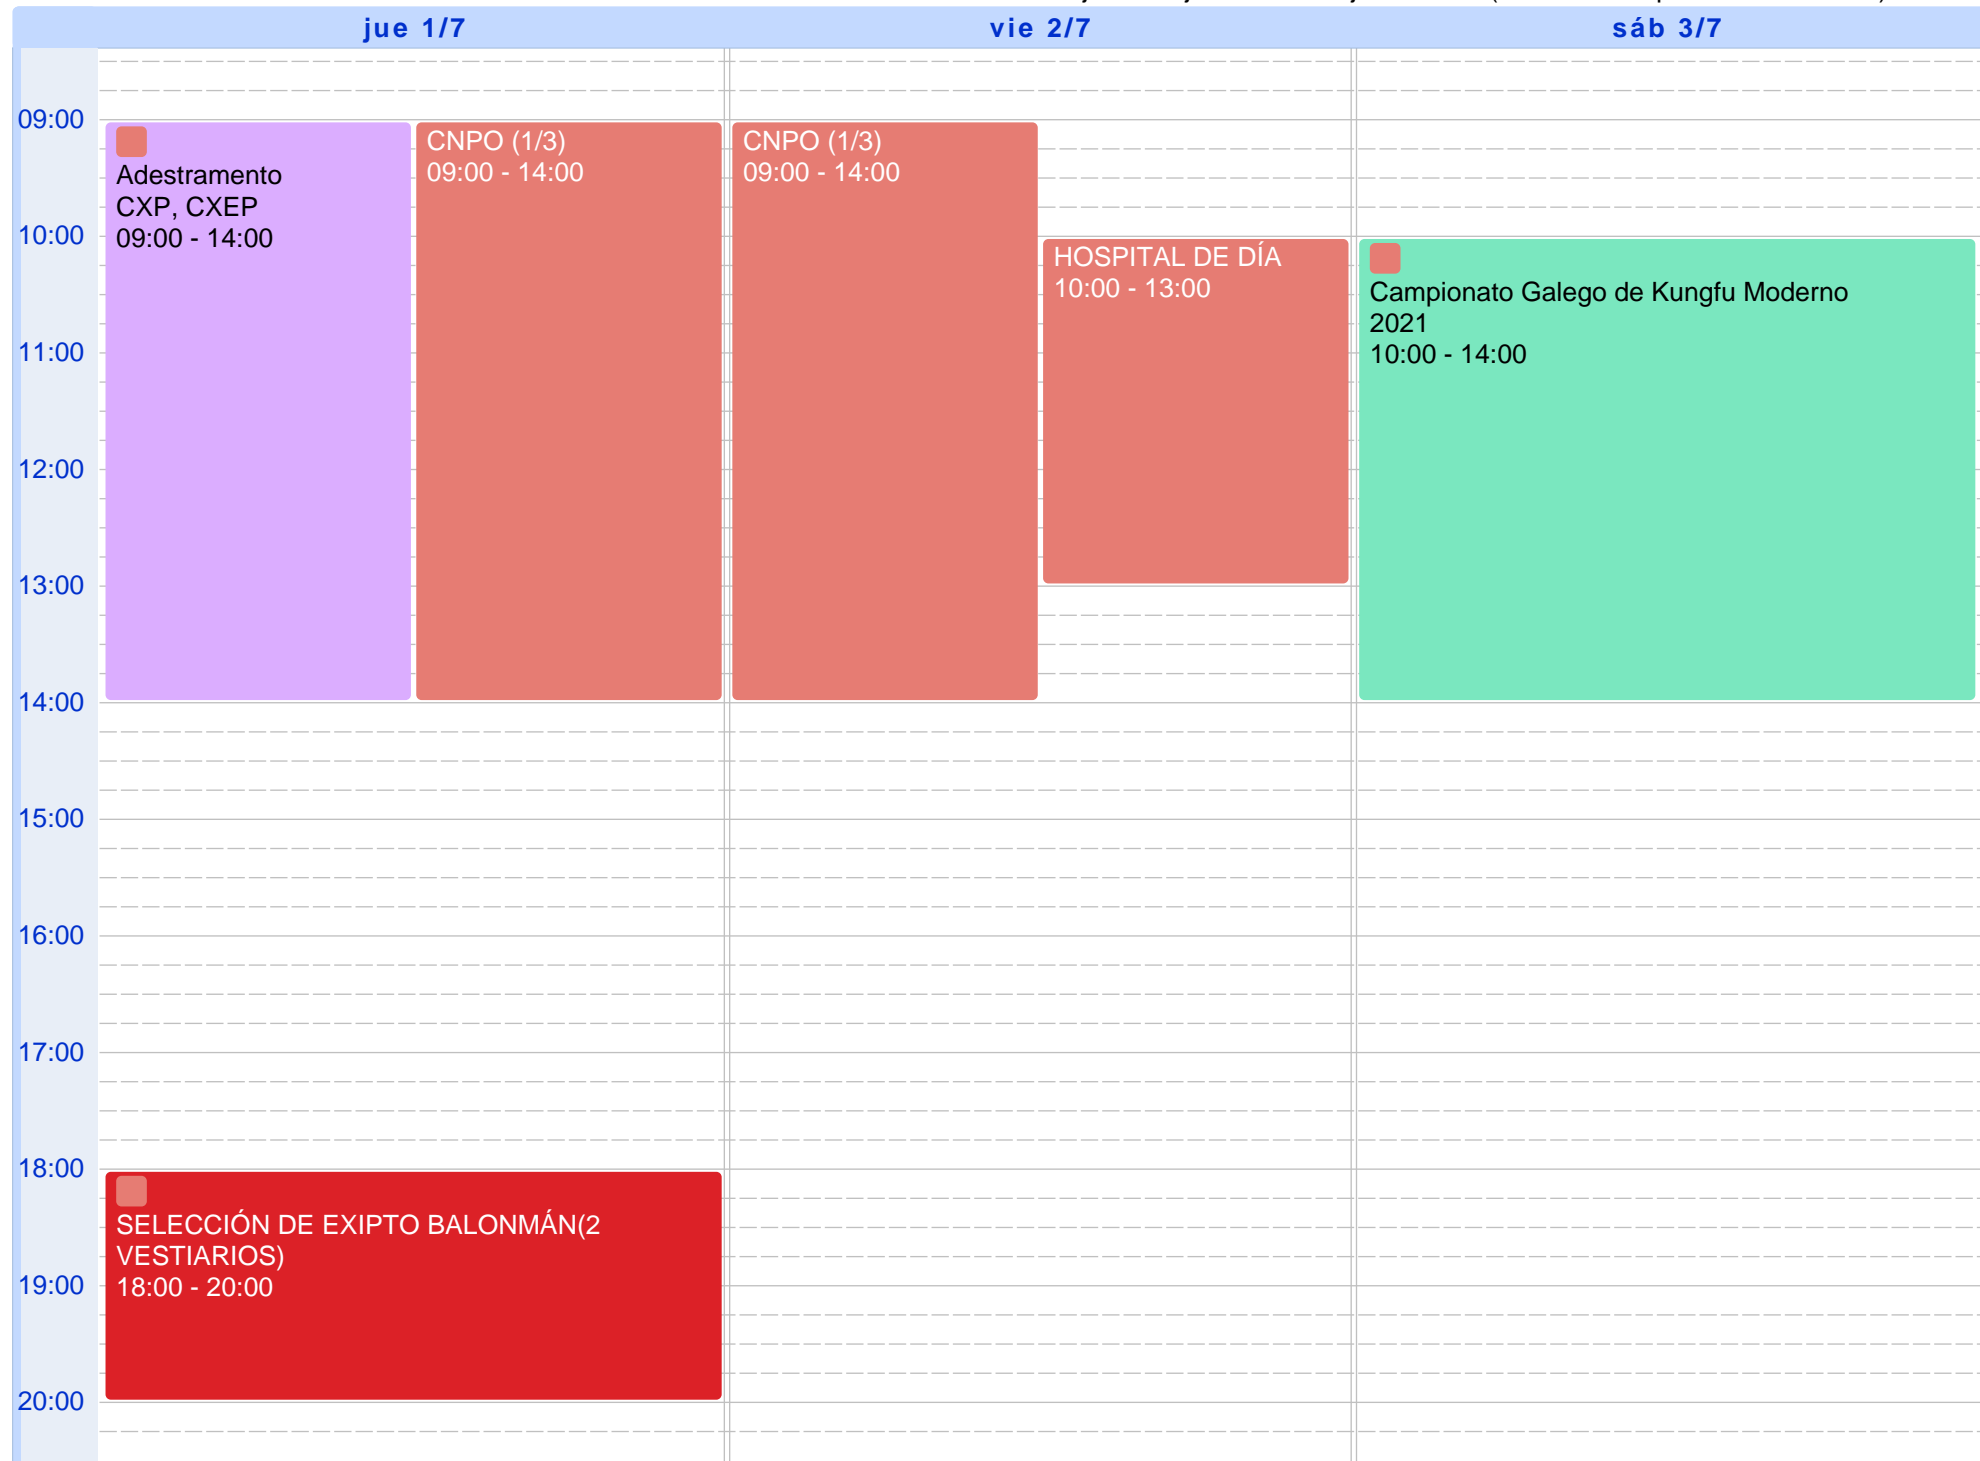 jue 1/7
vie 2/7
sáb 3/7
09:00
10:00
11:00
12:00
13:00
14:00
15:00
16:00
17:00
18:00
19:00
20:00
Adestramento
CXP, CXEP
09:00 - 14:00
CNPO (1/3)
09:00 - 14:00
SELECCIÓN DE EXIPTO BALONMÁN(2
VESTIARIOS)
18:00 - 20:00
CNPO (1/3)
09:00 - 14:00
HOSPITAL DE DÍA
10:00 - 13:00
Campionato Galego de Kungfu Moderno
2021
10:00 - 14:00